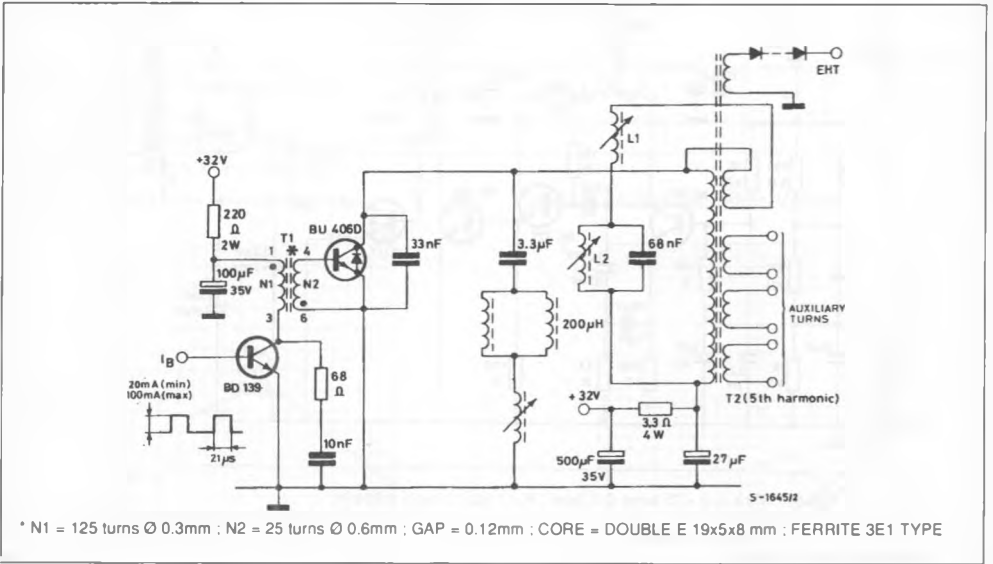 EHT
L1
+32V
220
Ω
2W
T1
*
BU 406D
1
4
33nF
3.3µF
L2
68nF
100µF
35V
N1
N2
3
6
200µH
AUXILIARY
TURNS
IB
BD 139
68
Ω
20mA(min)
100mA(max)
T2(5th harmonic)
+32V
3.3Ω
4W
21µs
10nF
500µF
35V
27µF
S-1645/2
* N1 = 125 turns Ø 0.3mm ; N2 = 25 turns Ø 0.6mm ; GAP = 0.12mm ; CORE = DOUBLE E 19x5x8 mm ; FERRITE 3E1 TYPE